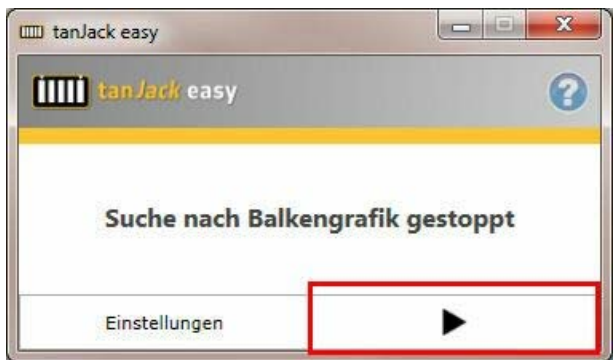 tanJack easy
tanJack easy
Suche nach Balkengrafik gestoppt
Einstellungen